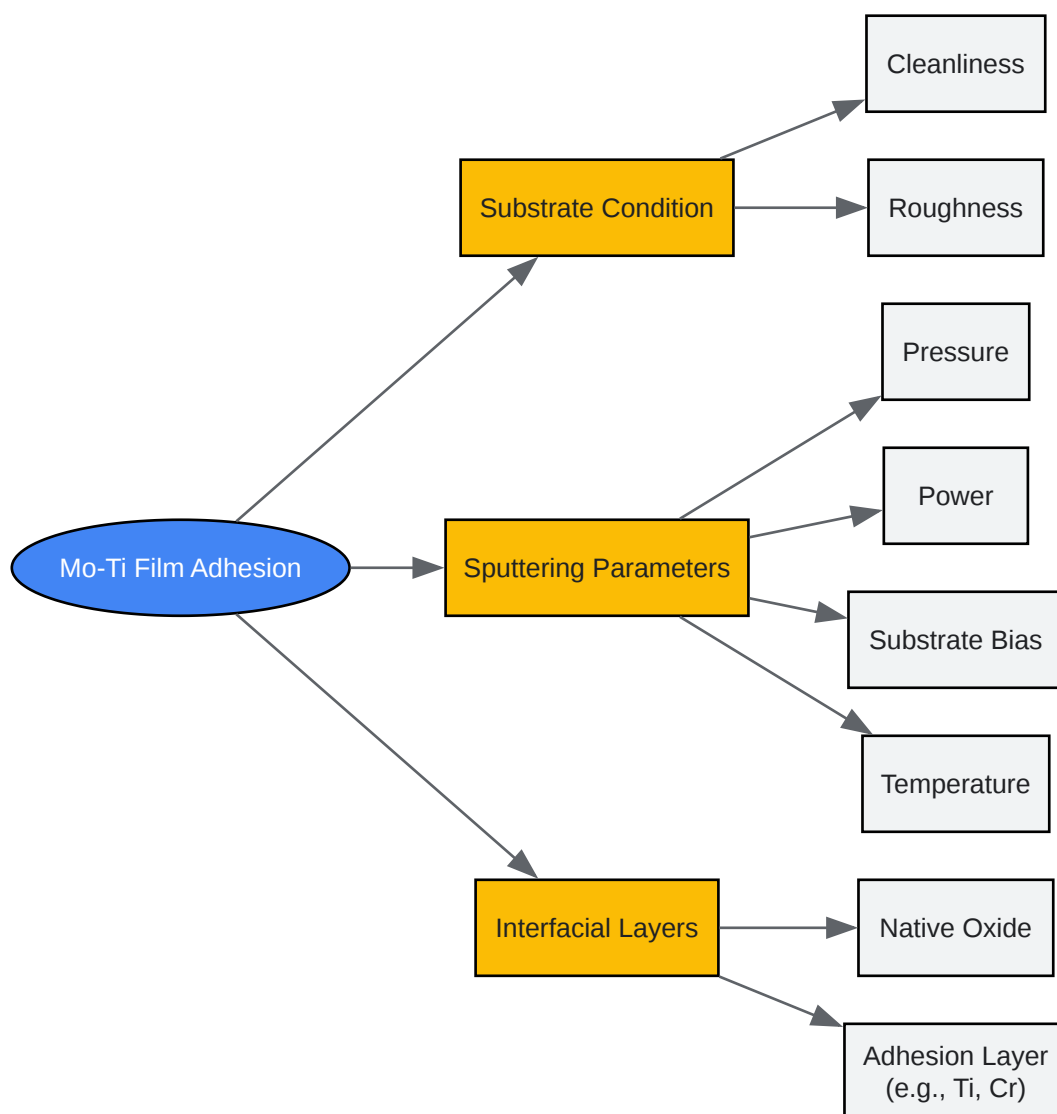 Mo-Ti Film Adhesion
Substrate Condition
Cleanliness
Roughness
Sputtering Parameters
Pressure
Power
Substrate Bias
Temperature
Interfacial Layers
Native Oxide
Adhesion Layer
(e.g., Ti, Cr)